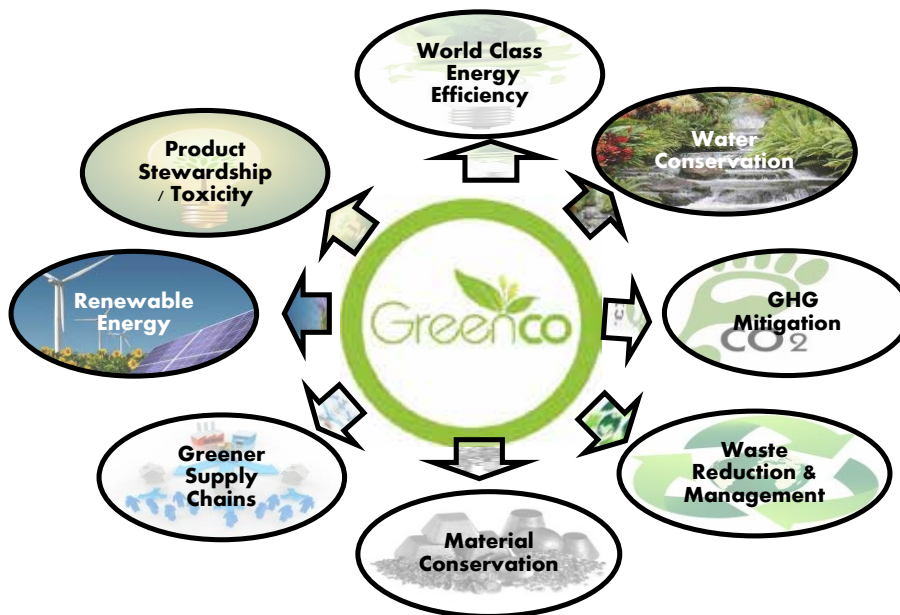 World Class
Energy
Efficiency
Water
Conservation
GHG
Mitigation
CO2
Waste
Reduction &
Management
Material
Conservation
Greener
Supply
Chains
Renewable
Energy
Product
Stewardship
/ Toxicity
Greenco